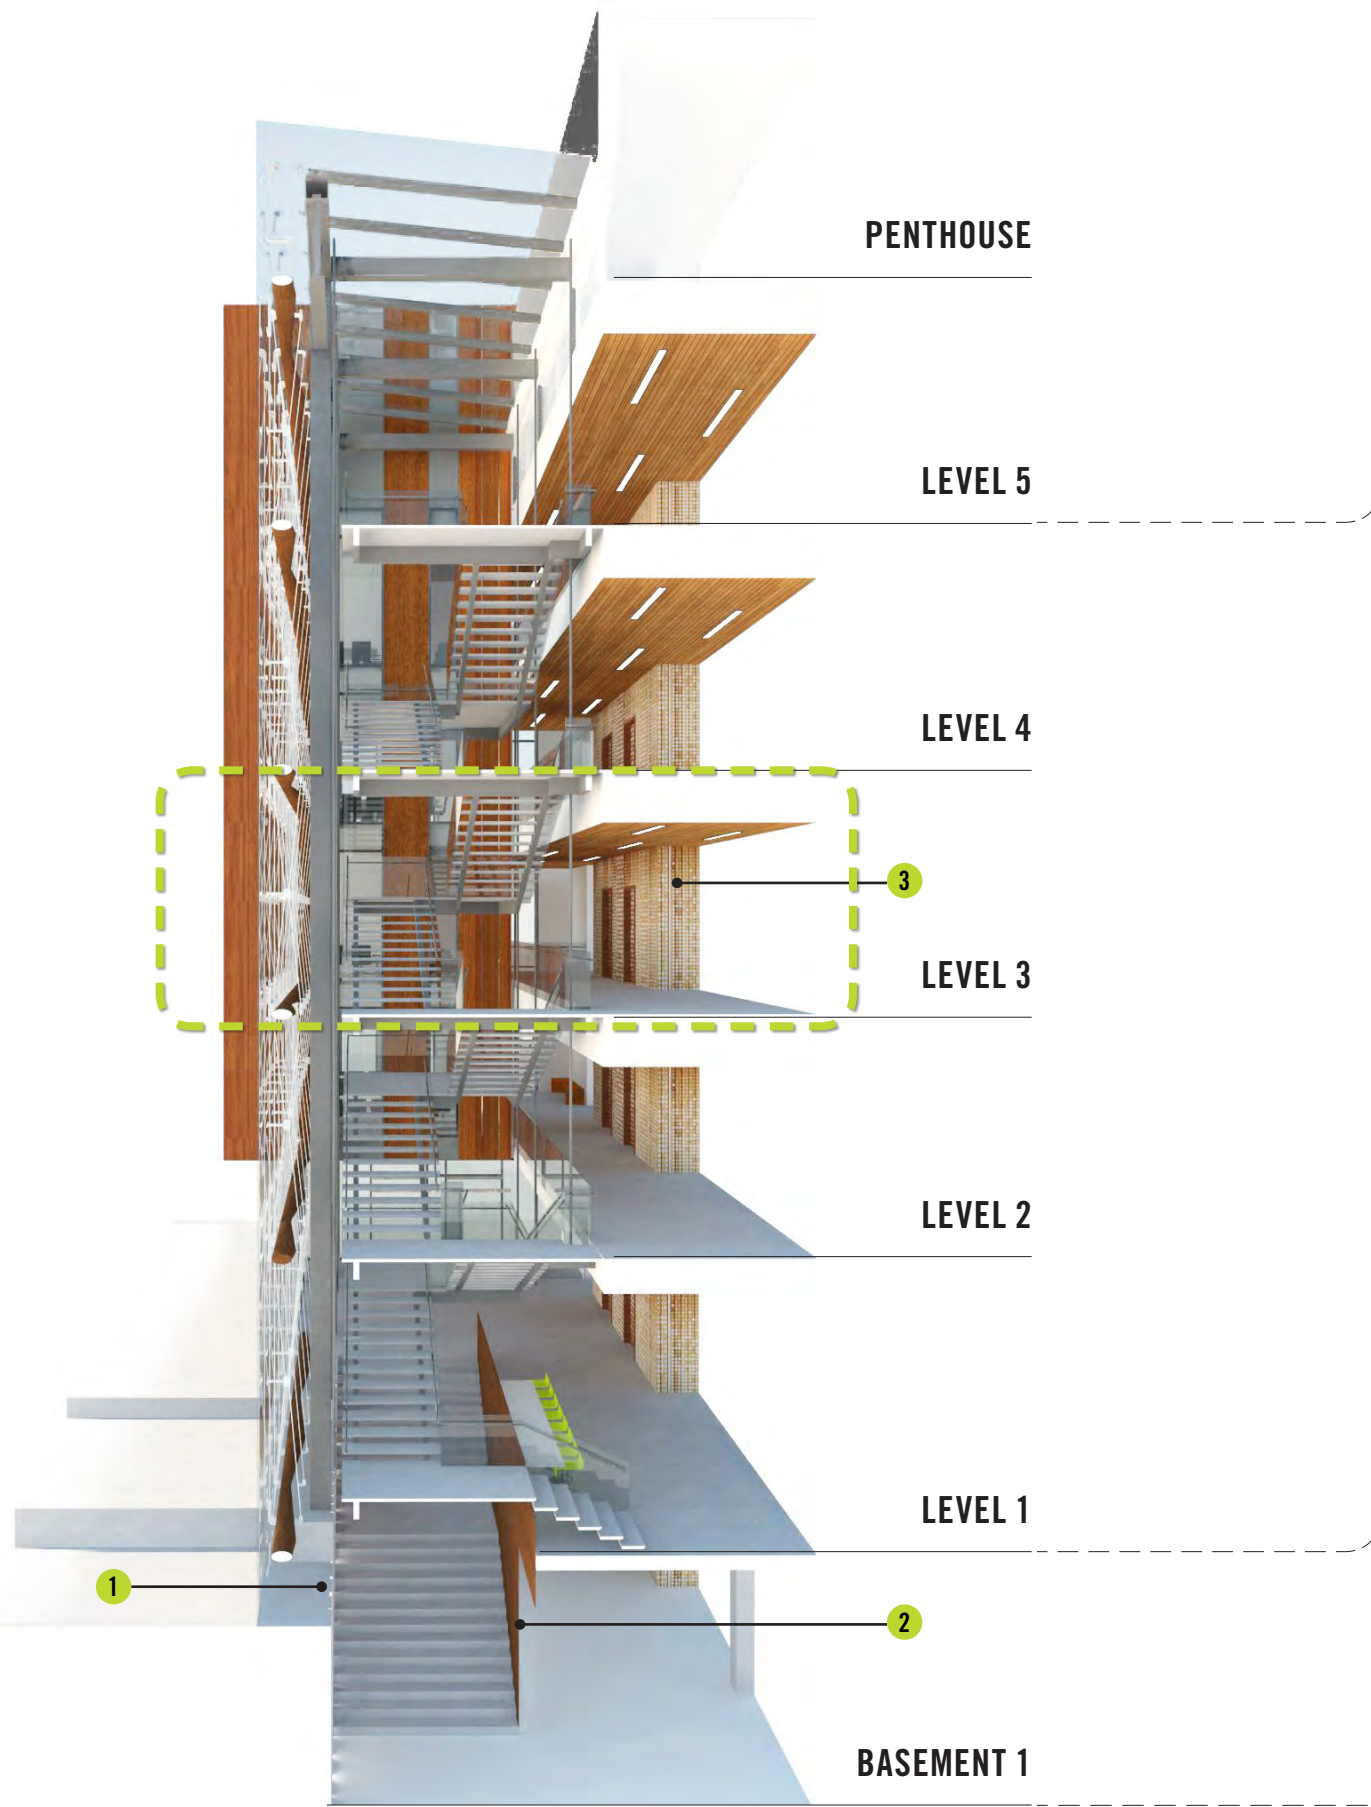 PENTHOUSE
LEVEL 5
LEVEL 4
3
LEVEL 3
LEVEL 2
LEVEL 1
1
2
BASEMENT 1